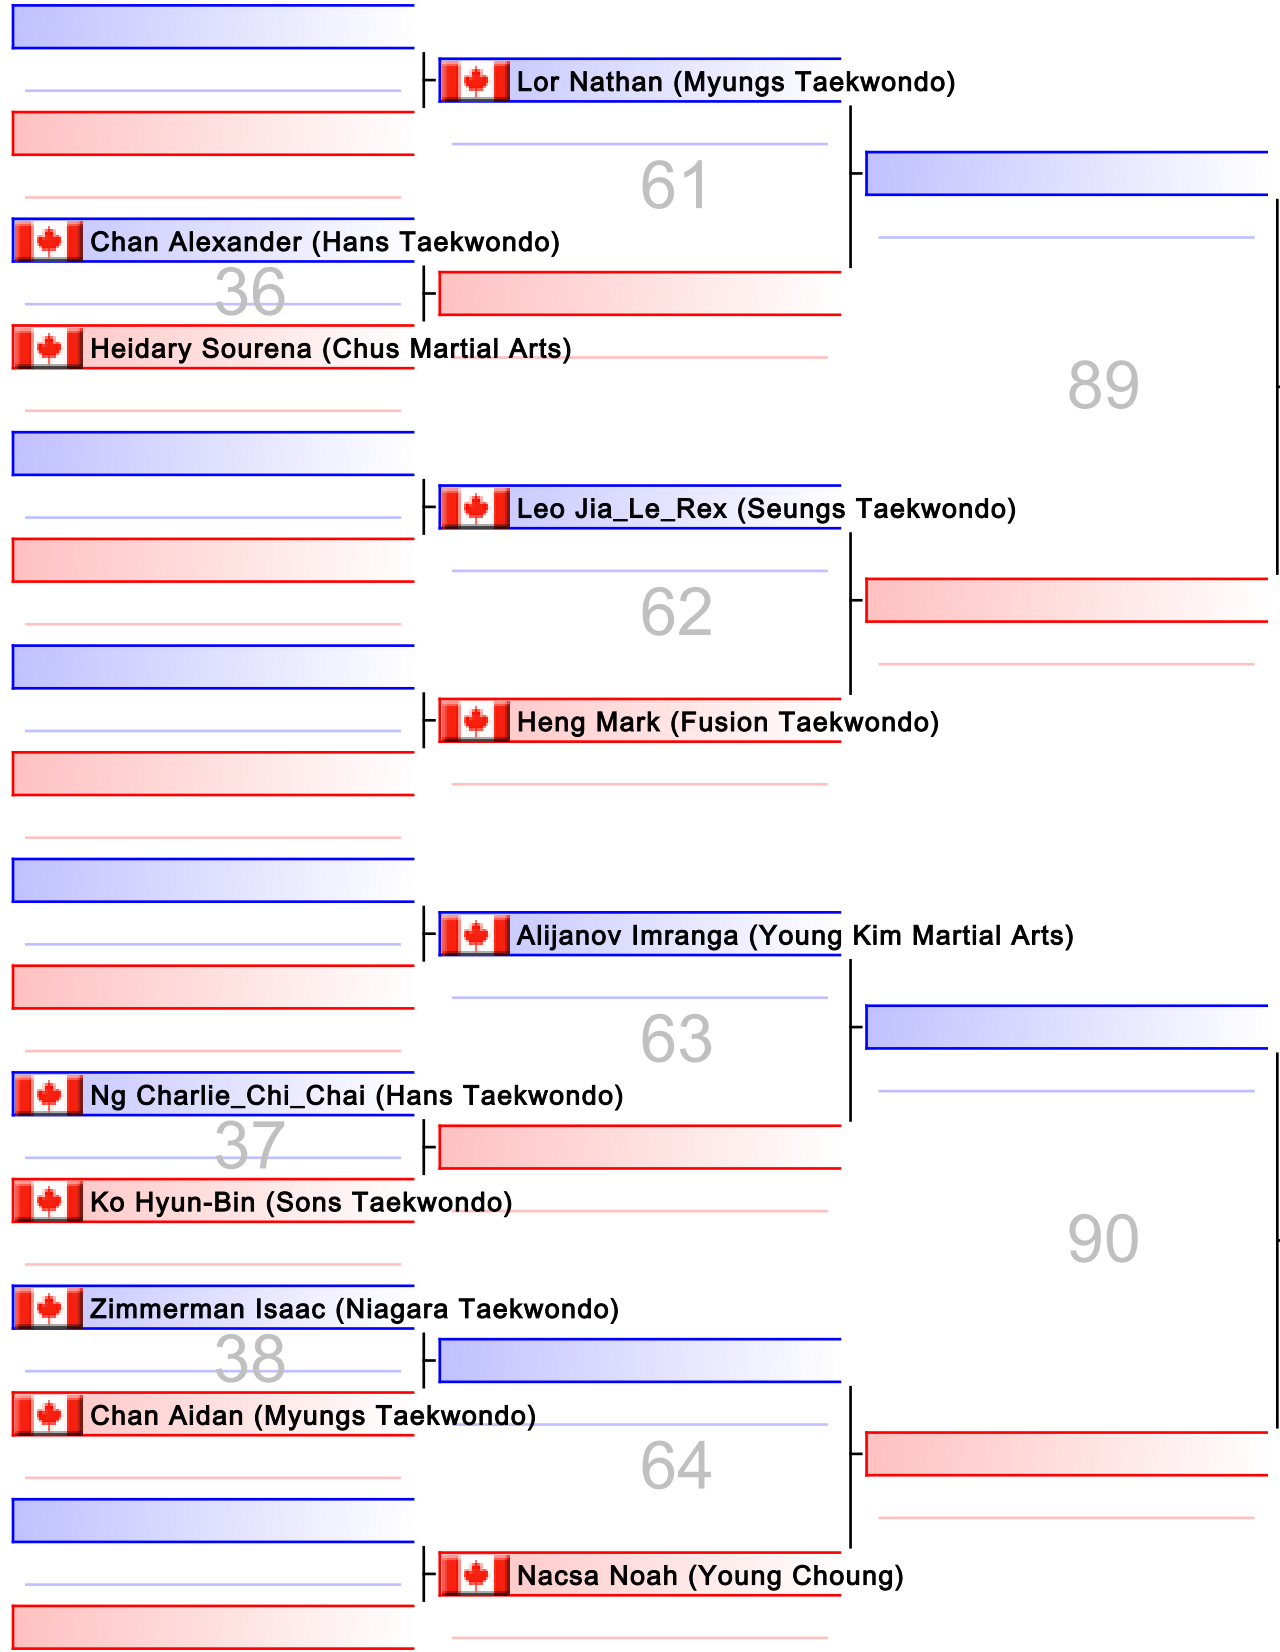 Lor Nathan (Myungs Taekwondo)
61
Chan Alexander (Hans Taekwondo)
36
Heidary Sourena (Chus Martial Arts)
89
Leo Jia_Le_Rex (Seungs Taekwondo)
62
Heng Mark (Fusion Taekwondo)
Alijanov Imranga (Young Kim Martial Arts)
63
Ng Charlie_Chi_Chai (Hans Taekwondo)
37
Ko Hyun-Bin (Sons Taekwondo)
90
Zimmerman Isaac (Niagara Taekwondo)
38
Chan Aidan (Myungs Taekwondo)
64
Nacsa Noah (Young Choung)